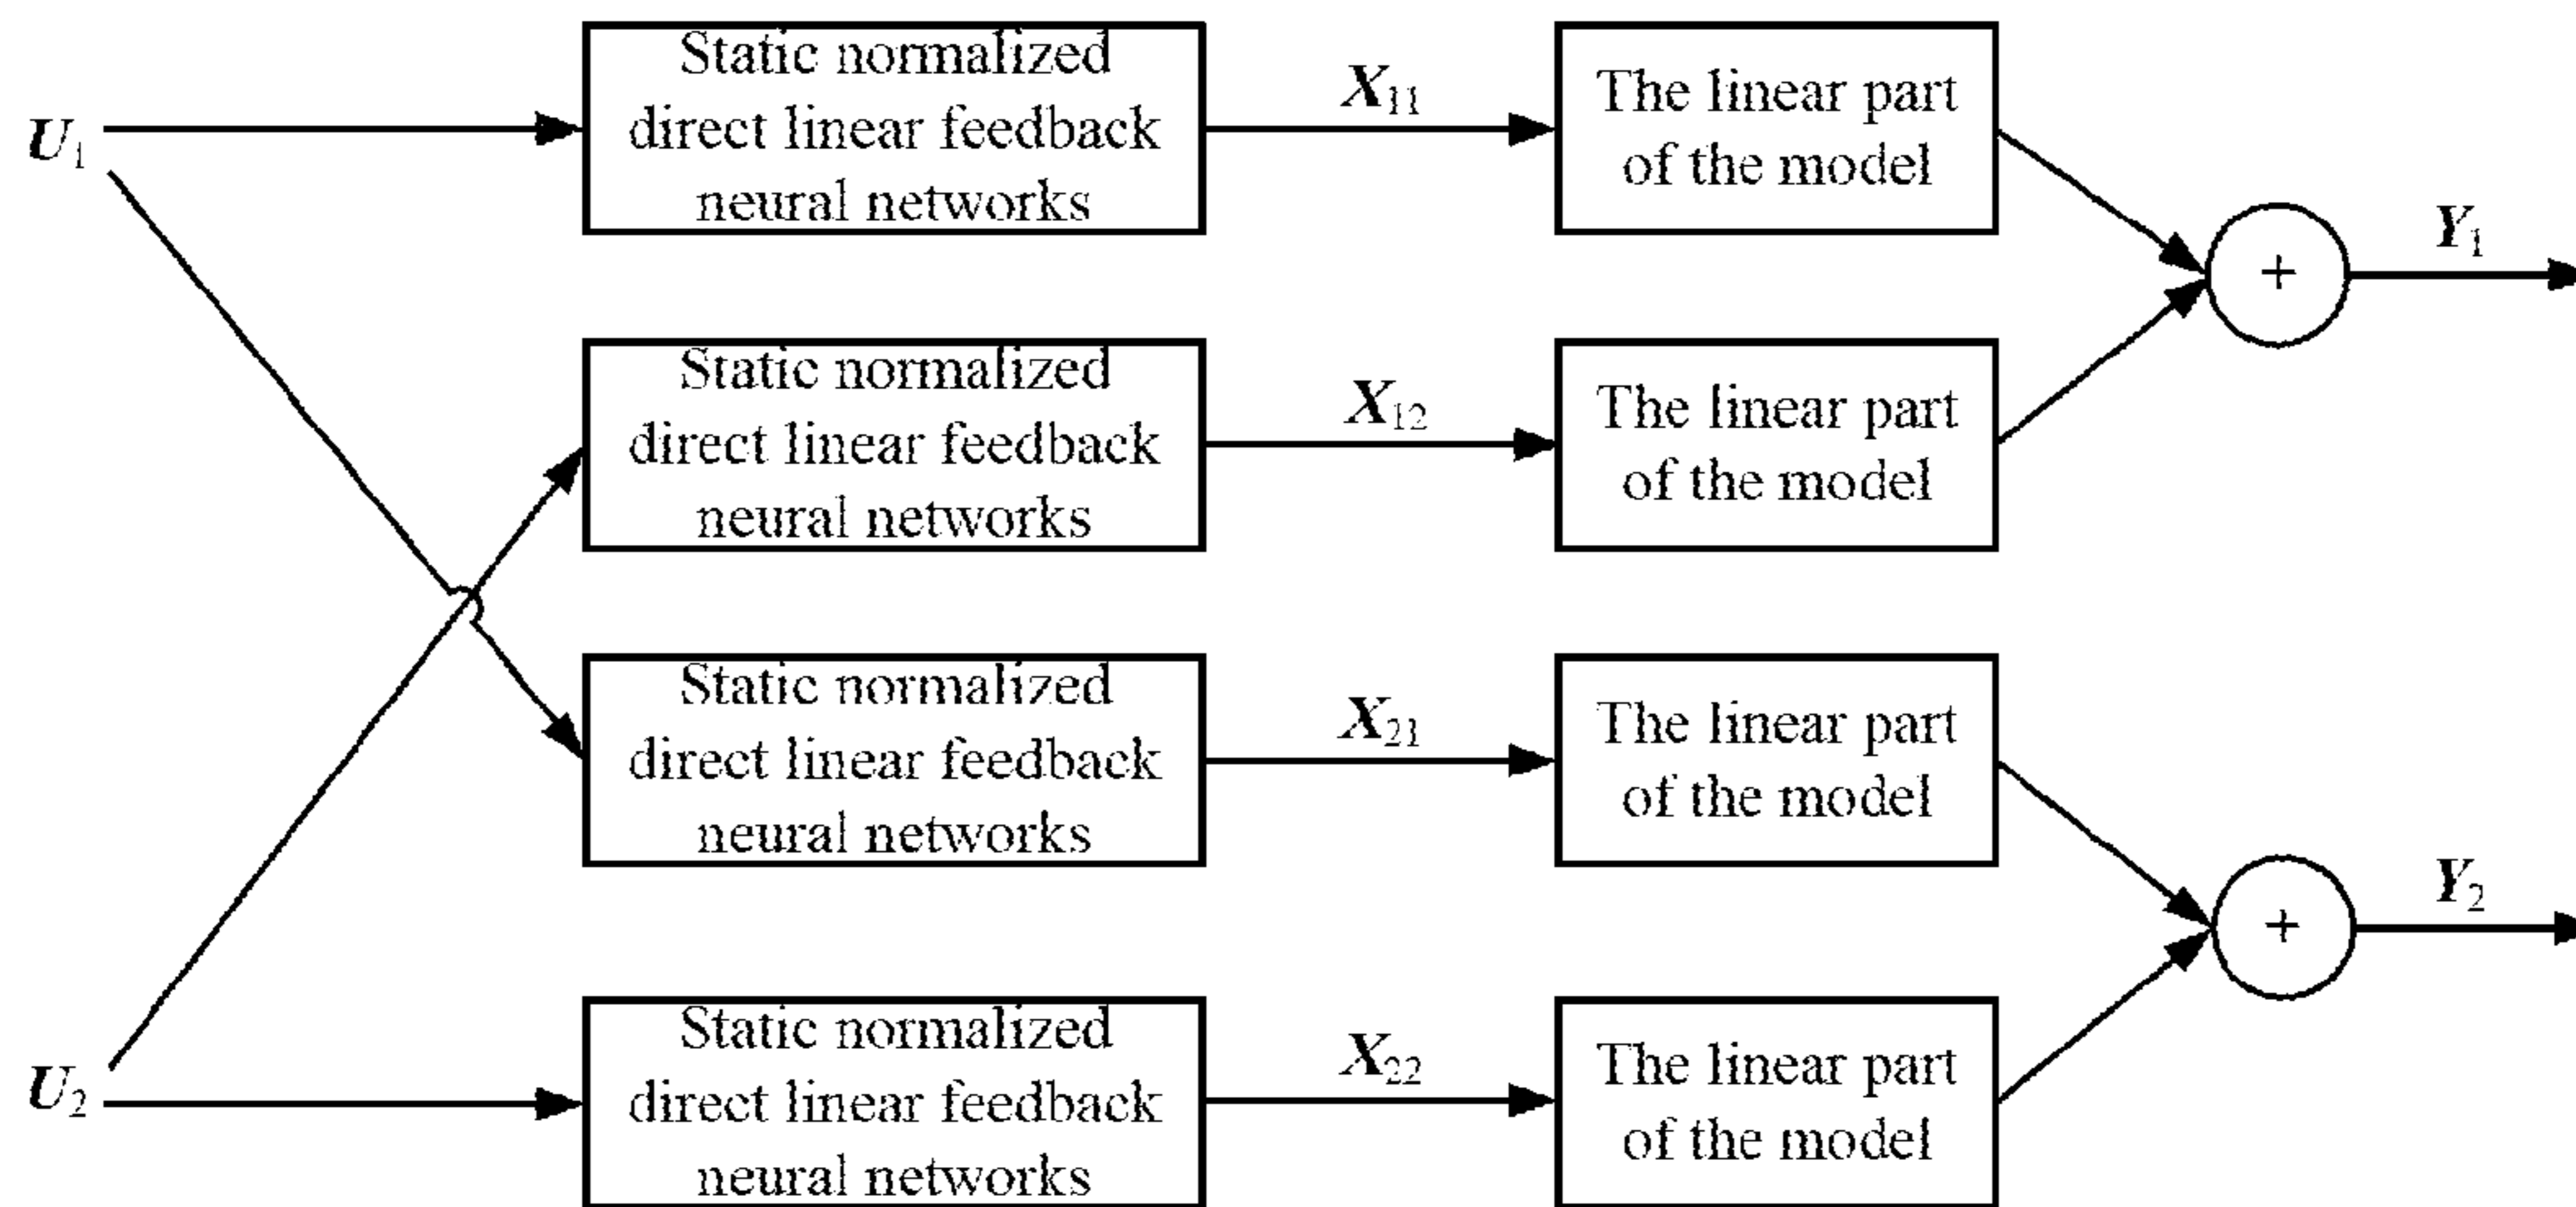 Static normalized
direct linear feedback
neural networks
X11
The linear part
of the model
U1
+
Y1
Static normalized
direct linear feedback
neural networks
X12
The linear part
of the model
Static normalized
direct linear feedback
neural networks
X21
The linear part
of the model
+
Y2
U2
Static normalized
direct linear feedback
neural networks
X22
The linear part
of the model